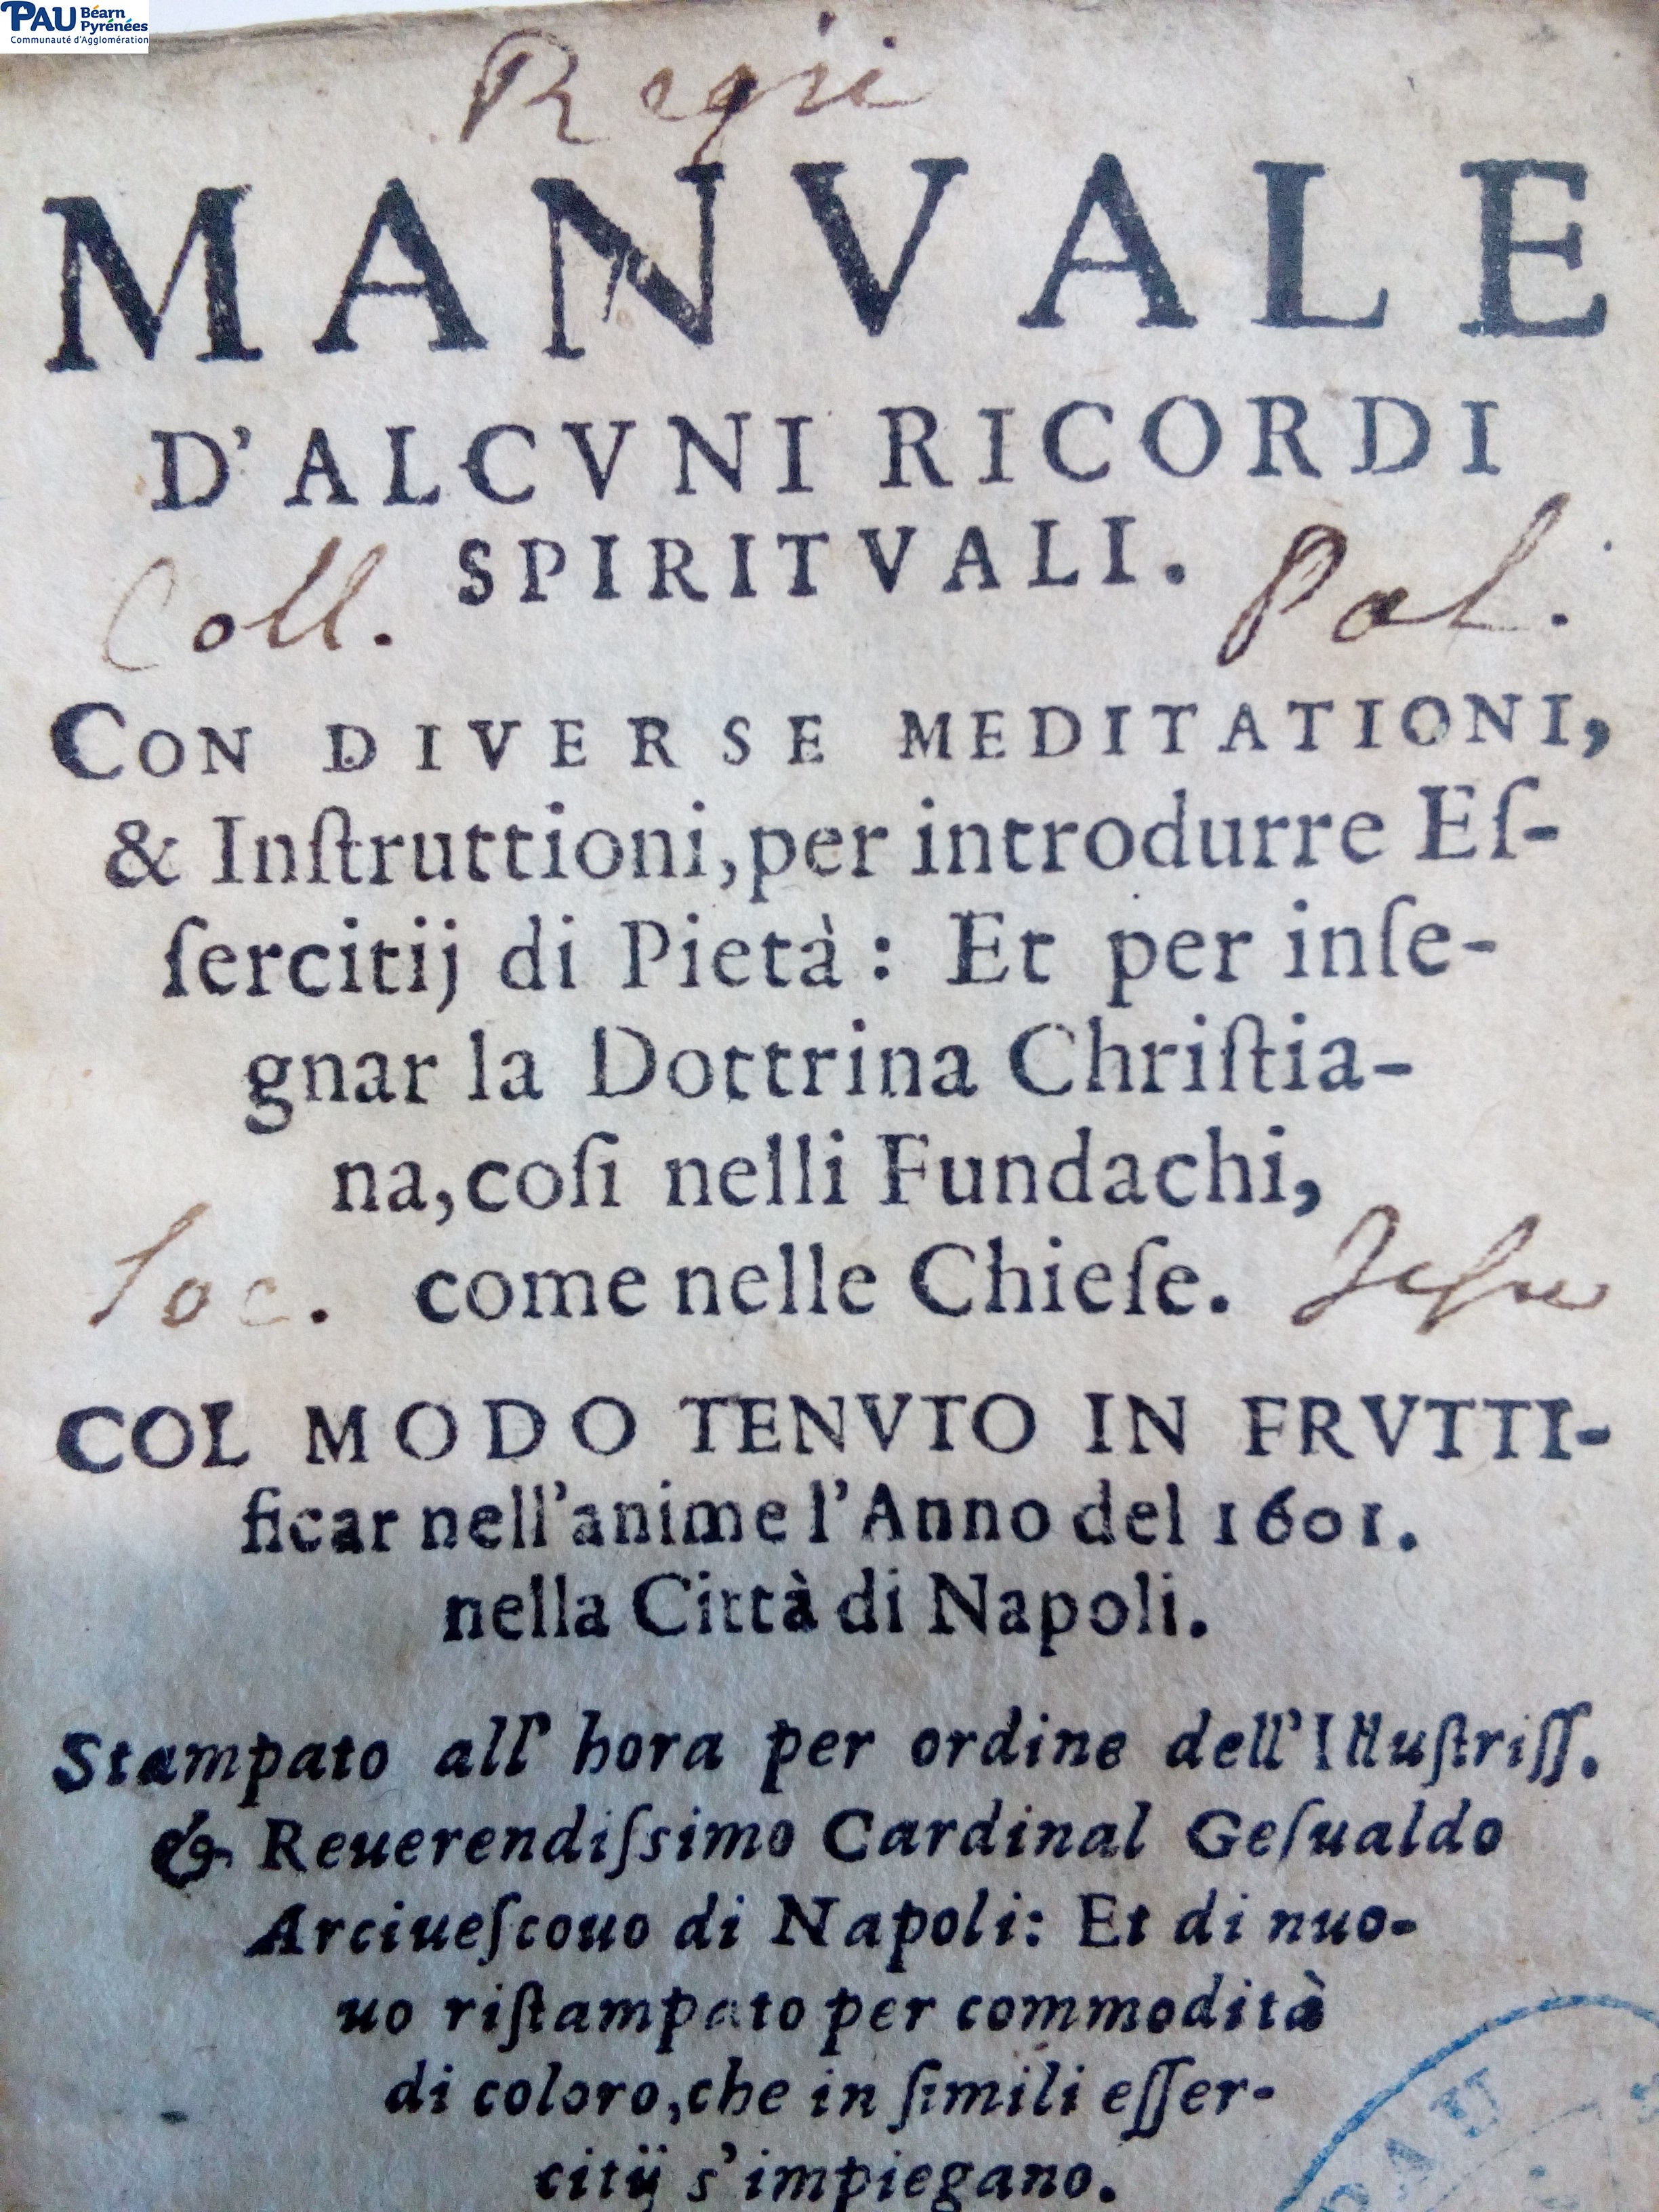 PAU Béarn
Pyrénées
Communauté d'Agglomération
Regii
MANVALE
D'ALCVNI RICORDI
SPIRITVALI.
Coll. Pal.
CON DIVERSE MEDITATIONI,
& Inſtruttioni, per introdurre Eſ-
ſercitij di Pietà: Et per inſe-
gnar la Dottrina Chriſtia-
na, coſi nelli Fundachi,
come nelle Chieſe.
Soc. Jesu
COL MODO TENVTO IN FRVTTI-
ficar nell'anime l'Anno del 1601.
nella Città di Napoli.
Stampato all' hora per ordine dell'Illuſtriſſ.
& Reuerendiſsimo Cardinal Geſualdo
Arciueſcouo di Napoli: Et di nuo-
uo riſtampato per commodità
di coloro, che in ſimili eſſer-
citij s'impiegano.
PAU